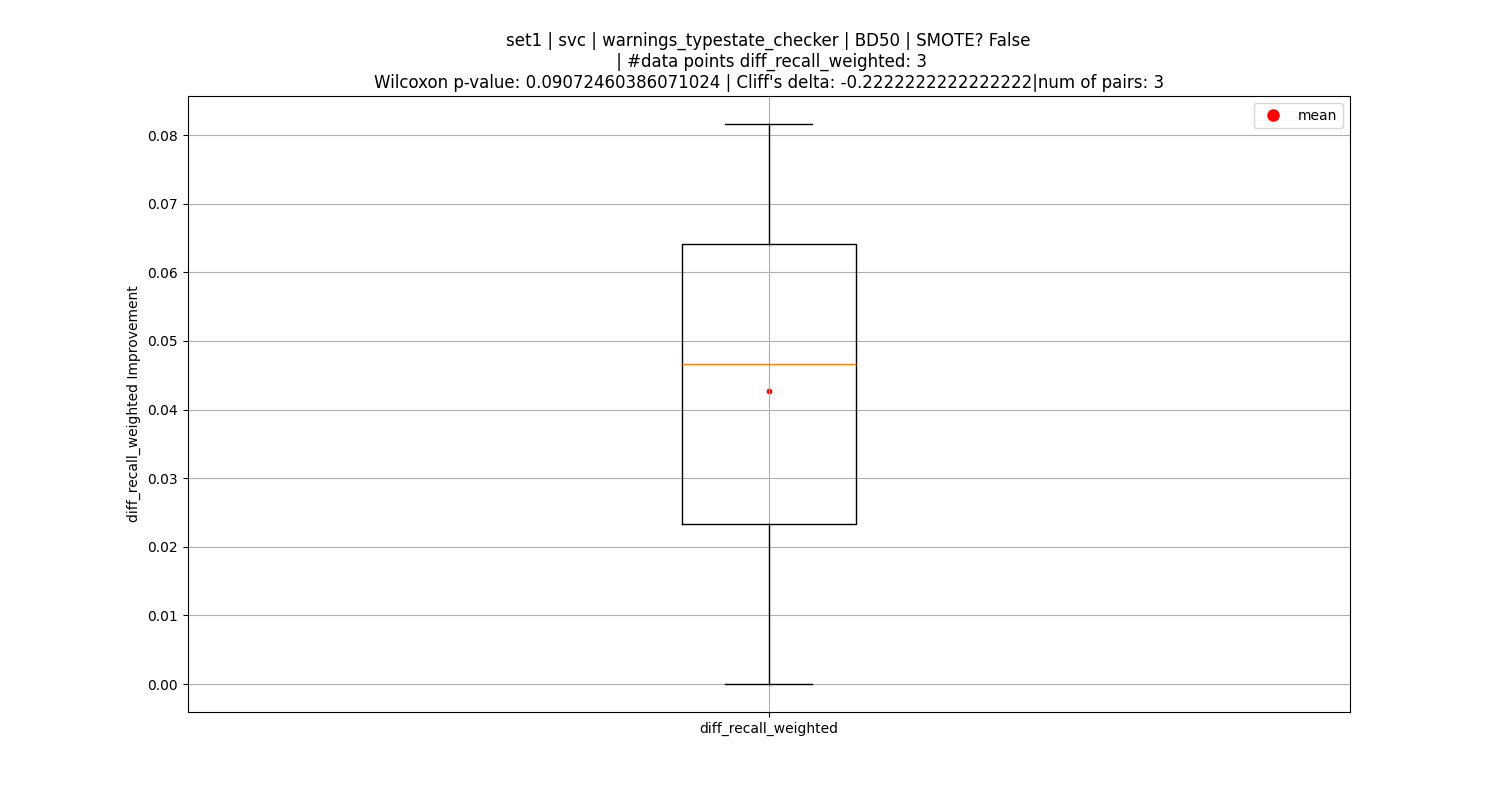 set1 | svc | warnings_typestate_checker | BD50 | SMOTE? False
| #data points diff_recall_weighted: 3
Wilcoxon p-value: 0.09072460386071024 | Cliff's delta: -0.2222222222222222|num of pairs: 3
mean
0.08
0.07
0.06
0.05
0.04
0.03
0.02
0.01
0.00
diff_recall_weighted Improvement
diff_recall_weighted